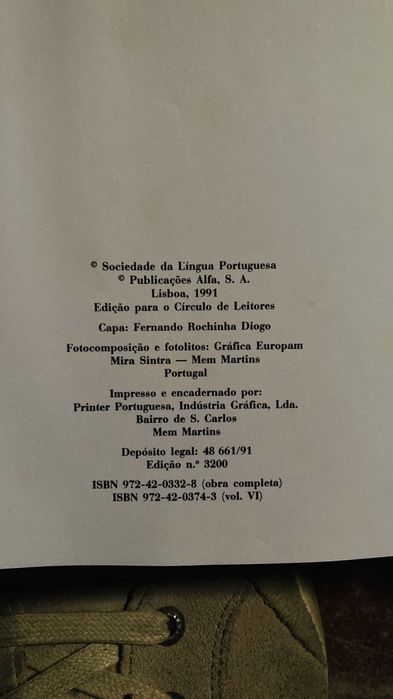 © Sociedade da Língua Portuguesa
© Publicações Alfa, S. A.
Lisboa, 1991
Edição para o Círculo de Leitores
Capa: Fernando Rochinha Diogo
Fotocomposição e fotolitos: Gráfica Europam
Mira Sintra — Mem Martins
Portugal
Impresso e encadernado por:
Printer Portuguesa, Indústria Gráfica, Lda.
Bairro de S. Carlos
Mem Martins
Depósito legal: 48 661/91
Edição n.º 3200
ISBN 972-42-0332-8 (obra completa)
ISBN 972-42-0374-3 (vol. VI)